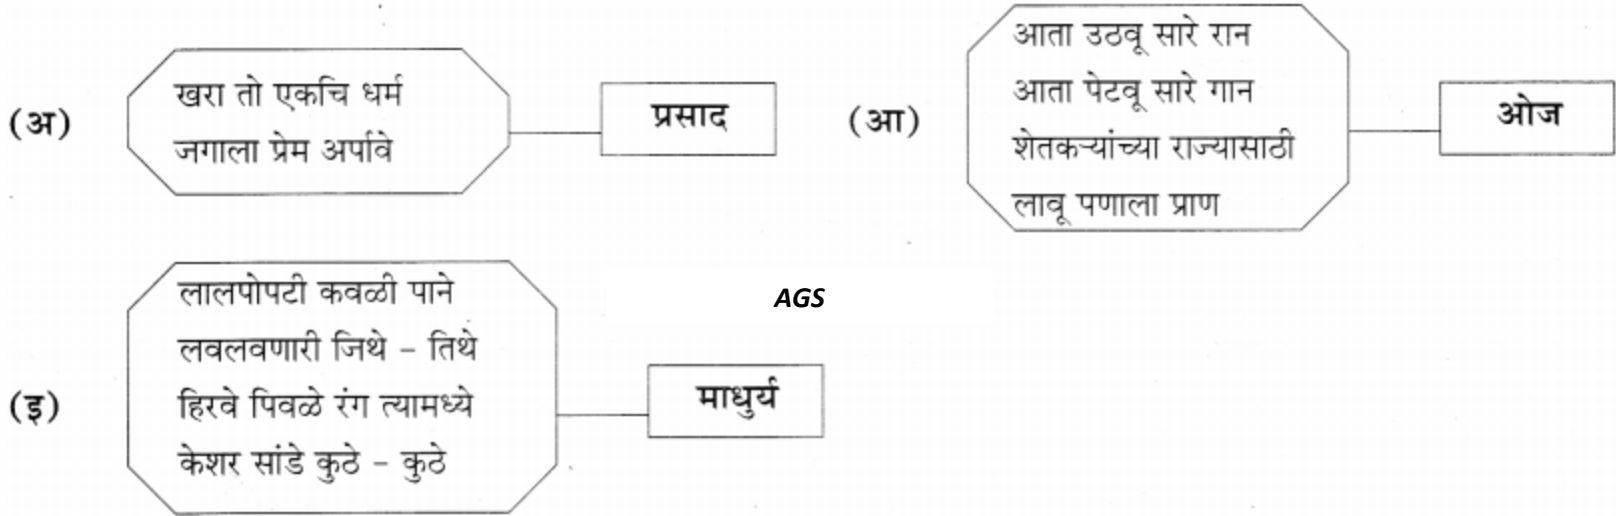 (अ)
खरा तो एकचि धर्म
जगाला प्रेम अर्पावे
प्रसाद
(आ)
आता उठवू सारे रान
आता पेटवू सारे गान
शेतकऱ्यांच्या राज्यासाठी
लावू पणाला प्राण
ओज
(इ)
लालपोपटी कवळी पाने
लवलवणारी जिथे – तिथे
हिरवे पिवळे रंग त्यामध्ये
केशर सांडे कुठे – कुठे
माधुर्य
AGS